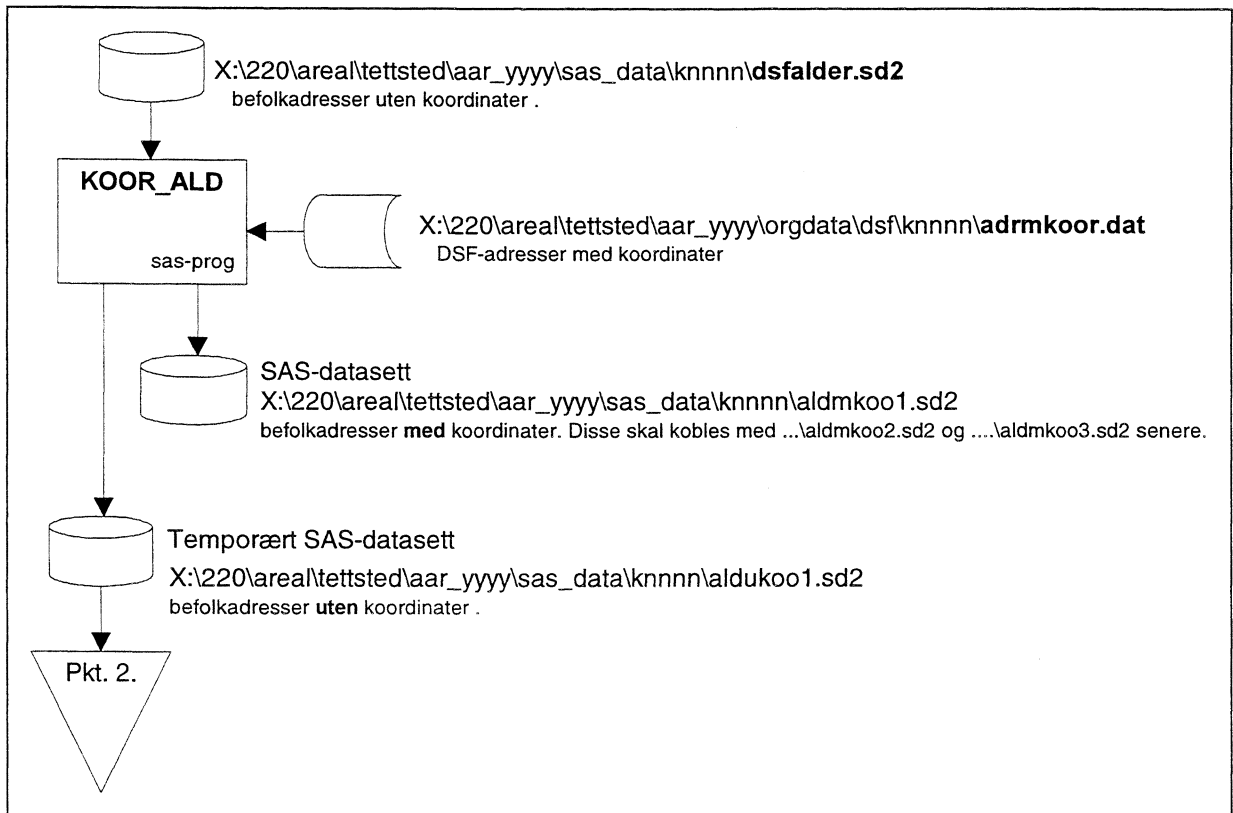 X:\220\areal\tettsted\aar_yyyy\sas_data\knnnn\dsfalder.sd2
befolkadresser uten koordinater .
KOOR_ALD
sas-prog
X:\220\areal\tettsted\aar_yyyy\orgdata\dsf\knnnn\adrmkoor.dat
DSF-adresser med koordinater
SAS-datasett
X:\220\areal\tettsted\aar_yyyy\sas_data\knnnn\aldmkoo1.sd2
befolkadresser med koordinater. Disse skal kobles med ...\aldmkoo2.sd2 og ....\aldmkoo3.sd2 senere.
Temporært SAS-datasett
X:\220\areal\tettsted\aar_yyyy\sas_data\knnnn\aldukoo1.sd2
befolkadresser uten koordinater .
Pkt. 2.